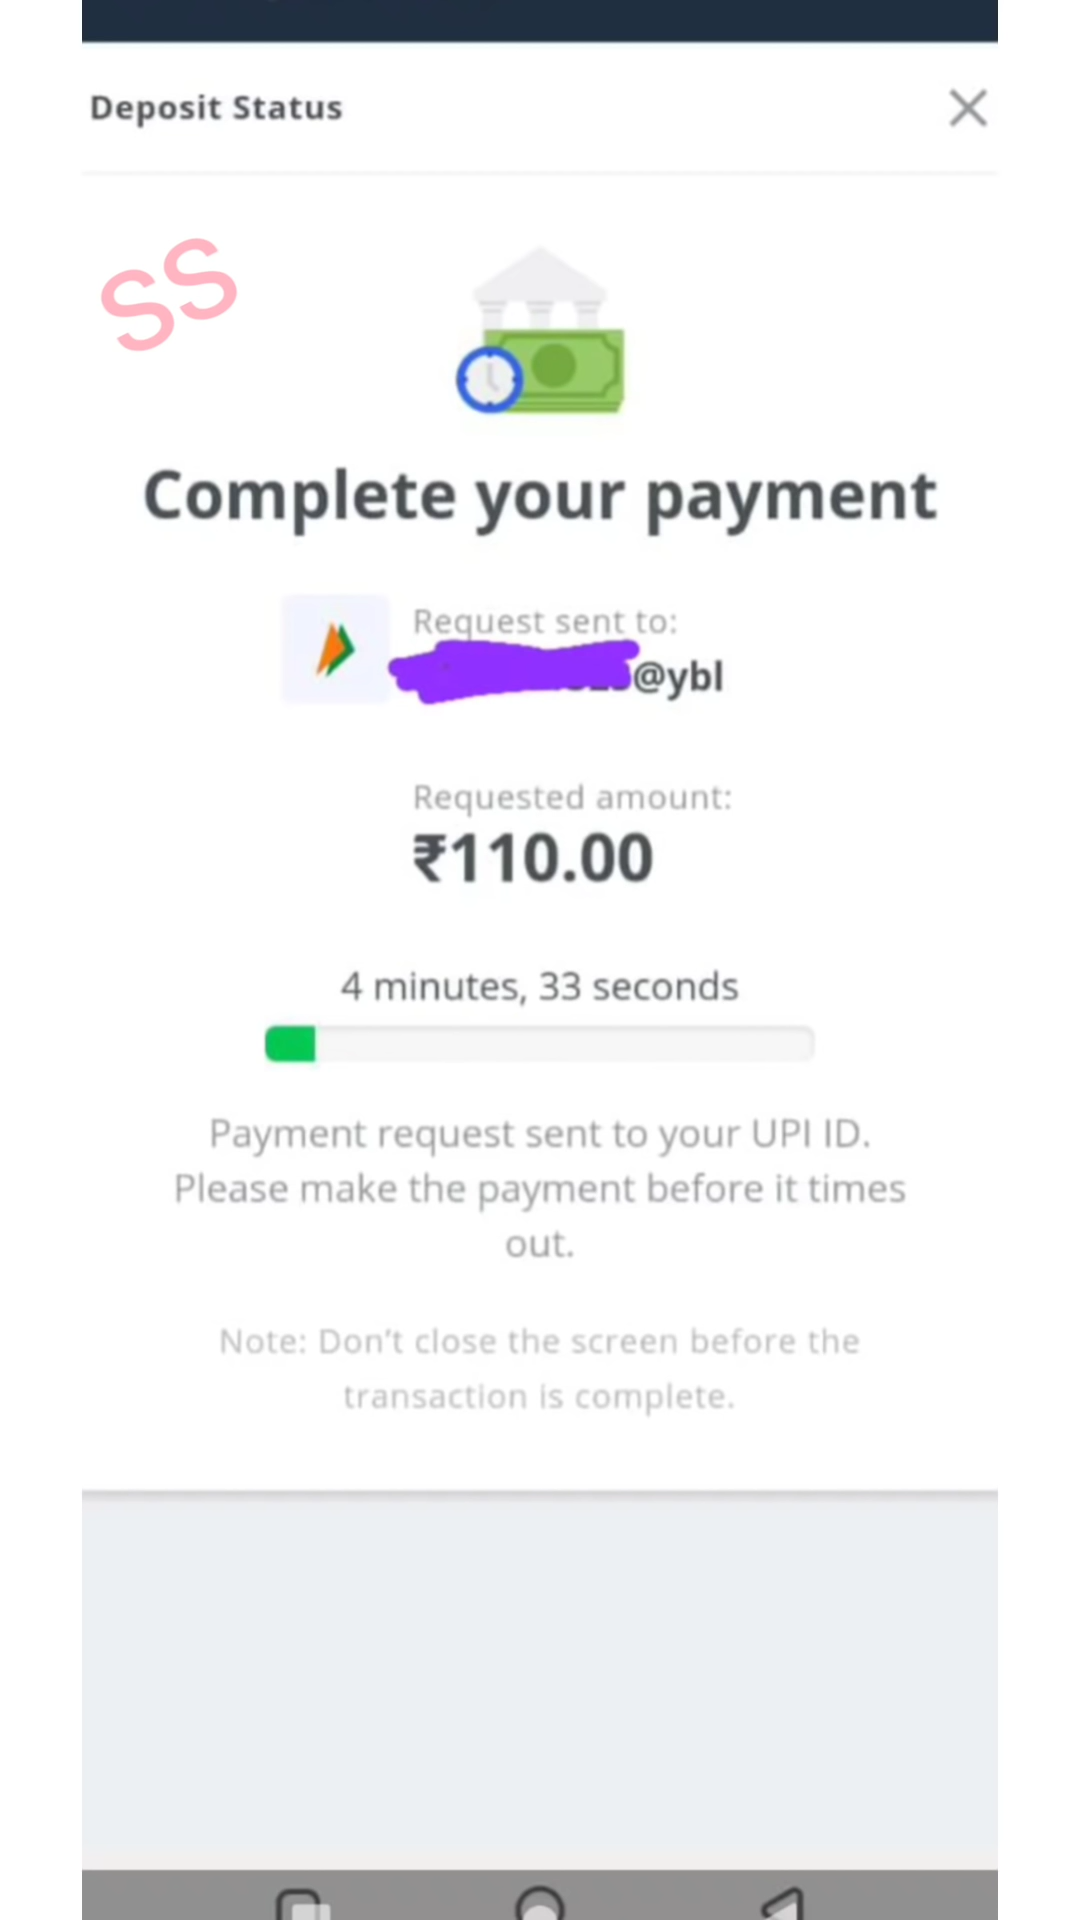 Deposit Status
SS
Complete your payment
Request sent to:
@ybl
Requested amount:
₹110.00
4 minutes, 33 seconds
Payment request sent to your UPI ID.
Please make the payment before it times
out.
Note: Don’t close the screen before the
transaction is complete.